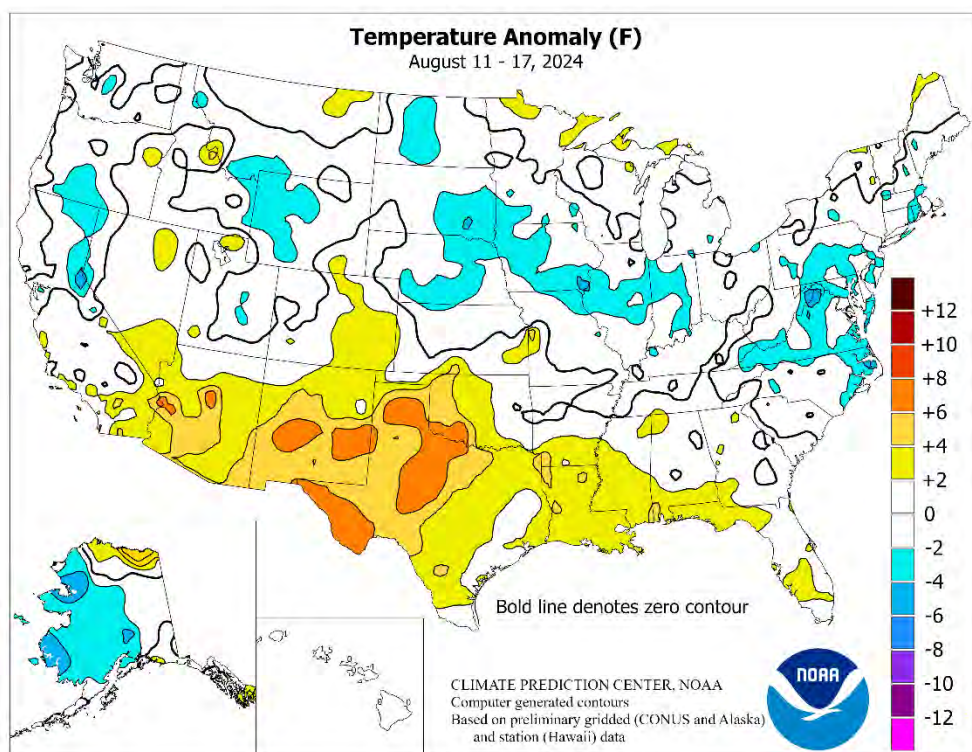 Temperature Anomaly (F)
August 11 - 17, 2024
+12
+10
+8
+6
+4
+2
0
-2
-4
-6
-8
-10
-12
Bold line denotes zero contour
CLIMATE PREDICTION CENTER, NOAA
Computer generated contours
Based on preliminary gridded (CONUS and Alaska)
and station (Hawaii) data
NOAA